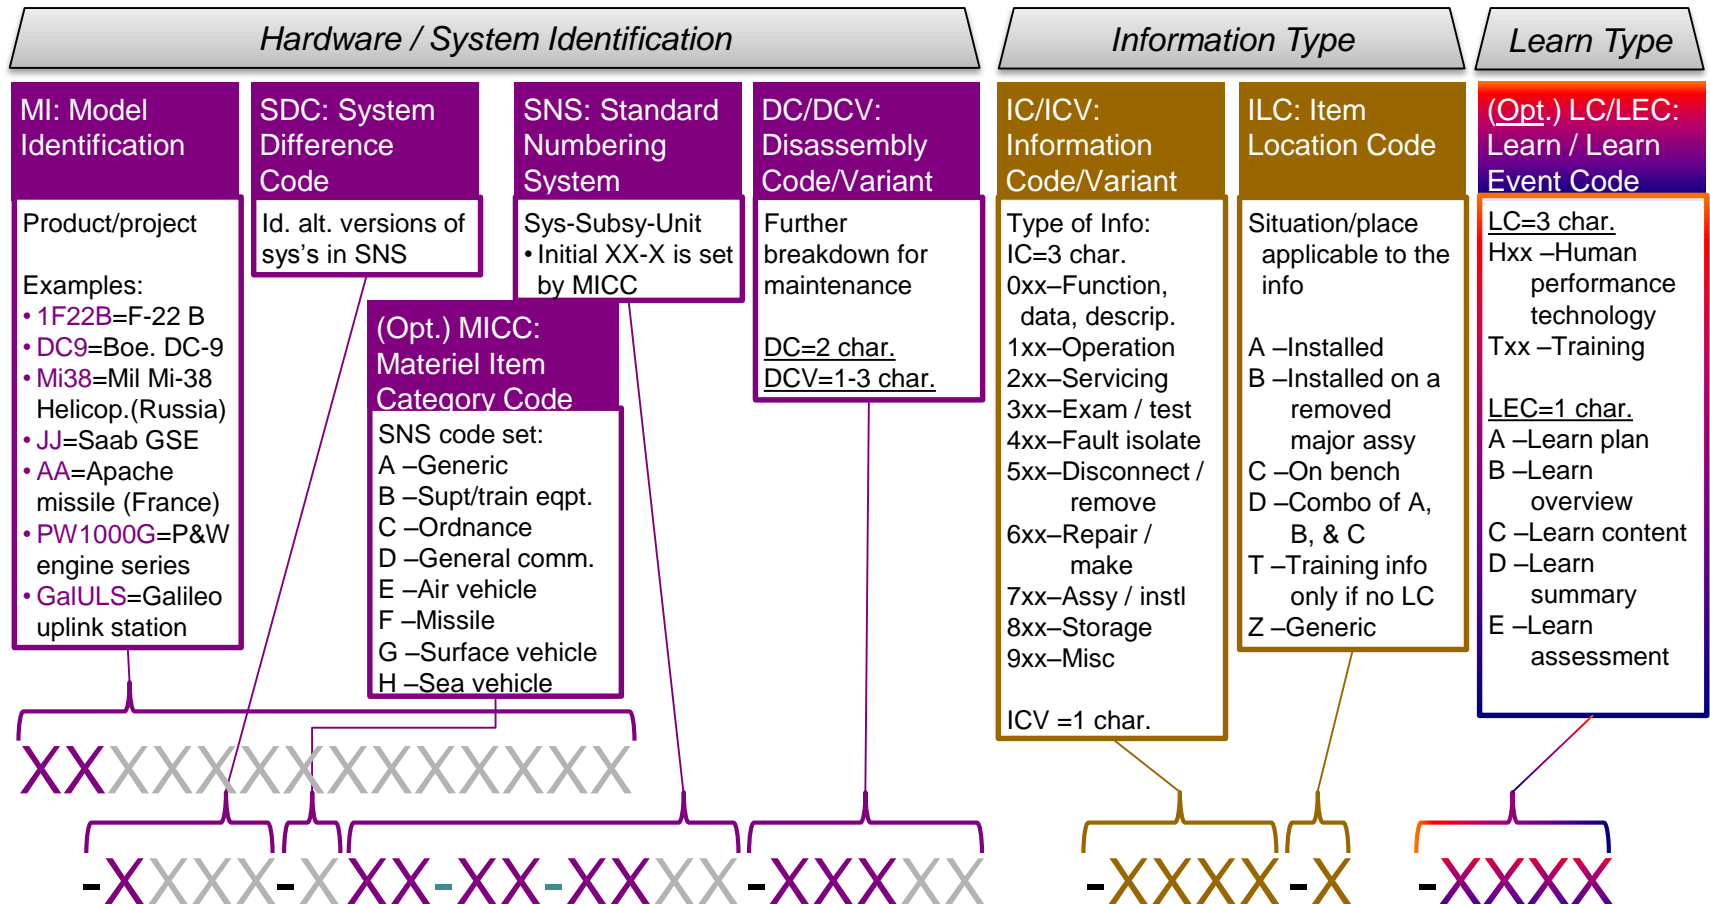 Hardware / System Identification
Information Type
Learn Type
MI: Model
Identification
Product/project
Examples:
• 1F22B=F-22 B
• DC9=Boe. DC-9
• Mi38=Mil Mi-38
Helicop.(Russia)
• JJ=Saab GSE
• AA=Apache
missile (France)
• PW1000G=P&W
engine series
• GalULS=Galileo
uplink station
SDC: System
Difference
Code
Id. alt. versions of
sys's in SNS
(Opt.) MICC:
Materiel Item
Category Code
SNS code set:
A –Generic
B –Supt/train eqpt.
C –Ordnance
D –General comm.
E –Air vehicle
F –Missile
G –Surface vehicle
H –Sea vehicle
SNS: Standard
Numbering
System
Sys-Subsy-Unit
• Initial XX-X is set
by MICC
DC/DCV:
Disassembly
Code/Variant
Further
breakdown for
maintenance
DC=2 char.
DCV=1-3 char.
IC/ICV:
Information
Code/Variant
Type of Info:
IC=3 char.
0xx–Function,
data, descrip.
1xx–Operation
2xx–Servicing
3xx–Exam / test
4xx–Fault isolate
5xx–Disconnect /
remove
6xx–Repair /
make
7xx–Assy / instl
8xx–Storage
9xx–Misc
ICV =1 char.
ILC: Item
Location Code
Situation/place
applicable to the
info
A –Installed
B –Installed on a
removed
major assy
C –On bench
D –Combo of A,
B, & C
T –Training info
only if no LC
Z –Generic
(Opt.) LC/LEC:
Learn / Learn
Event Code
LC=3 char.
Hxx –Human
performance
technology
Txx –Training
LEC=1 char.
A –Learn plan
B –Learn
overview
C –Learn content
D –Learn
summary
E –Learn
assessment
XXXXXXXXXXXXXX
-XXXX-XXX-XX-XXXX-XXXXX -XXXX-X -XXXX